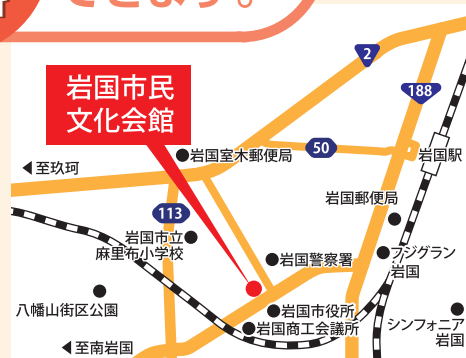 できます。
2
岩国市民
文化会館
188
岩国室木郵便局
50
岩国駅
至玖珂
岩国郵便局
113
岩国市立
麻里布小学校
岩国警察署
フジグラン
岩国
八幡山街区公園
岩国市役所
岩国商工会議所
シンフォニア
岩国
至南岩国